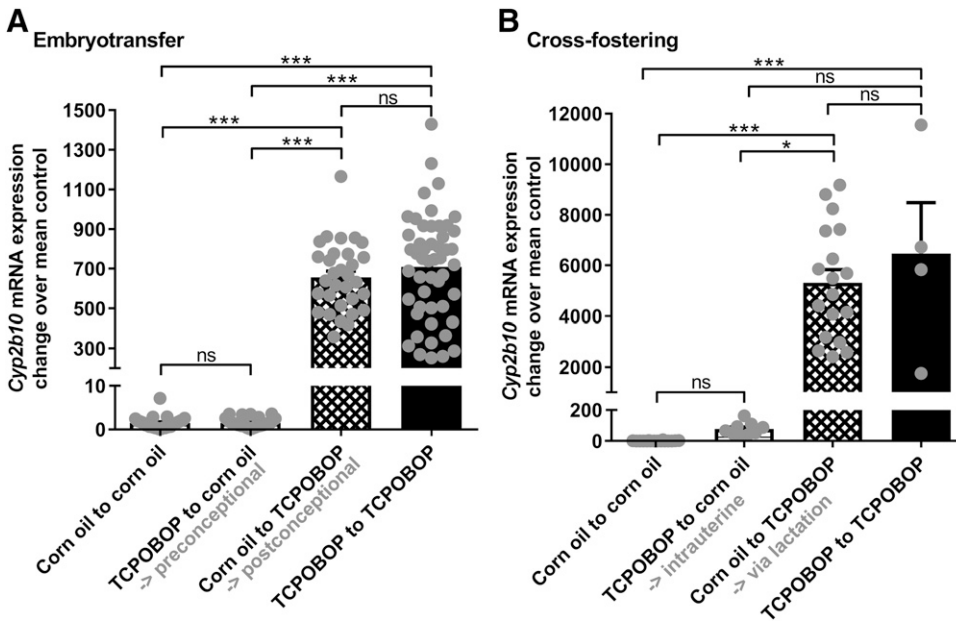 A Embryotransfer
***
***
ns
***
***
ns
Cyp2b10 mRNA expression
change over mean control
1500
1300
1100
900
700
500
300
10
0
Corn oil to corn oil
TCPOBOP to corn oil
-> preconceptional
Corn oil to TCPOBOP
-> postconceptional
TCPOBOP to TCPOBOP
B Cross-fostering
***
ns
ns
***
*
ns
Cyp2b10 mRNA expression
change over mean control
12000
10000
8000
6000
4000
2000
200
0
Corn oil to corn oil
TCPOBOP to corn oil
-> intrauterine
Corn oil to TCPOBOP
-> via lactation
TCPOBOP to TCPOBOP